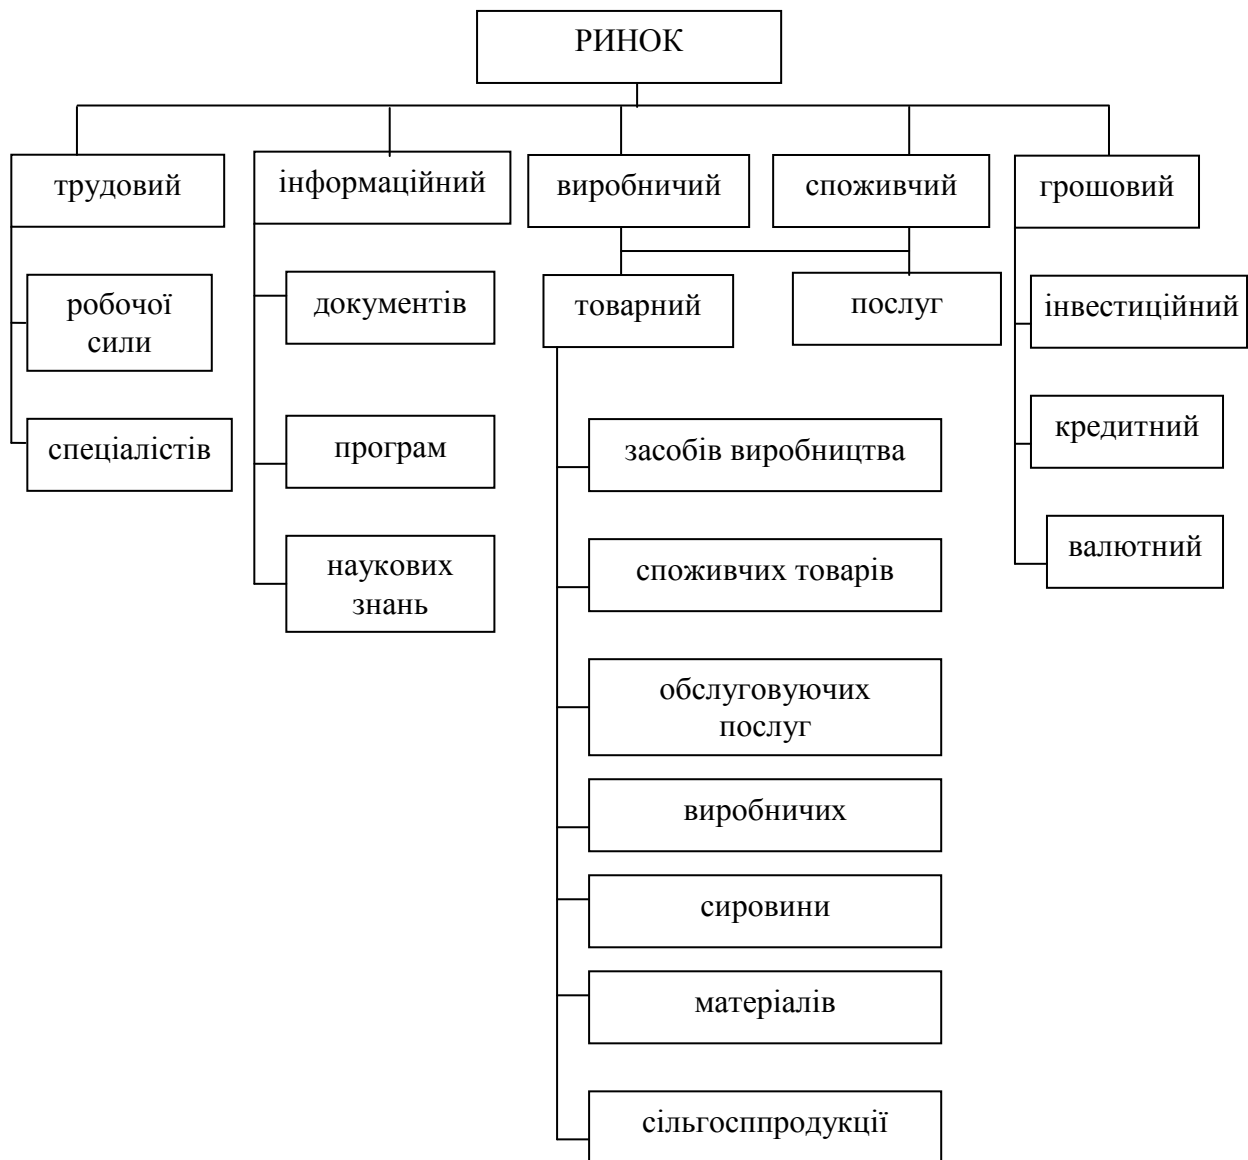 РИНОК
трудовий
інформаційний
виробничий
споживчий
грошовий
робочої
сили
документів
товарний
послуг
інвестиційний
спеціалістів
програм
засобів виробництва
кредитний
наукових
знань
споживчих товарів
валютний
обслуговуючих
послуг
виробничих
сировини
матеріалів
сільгосппродукції